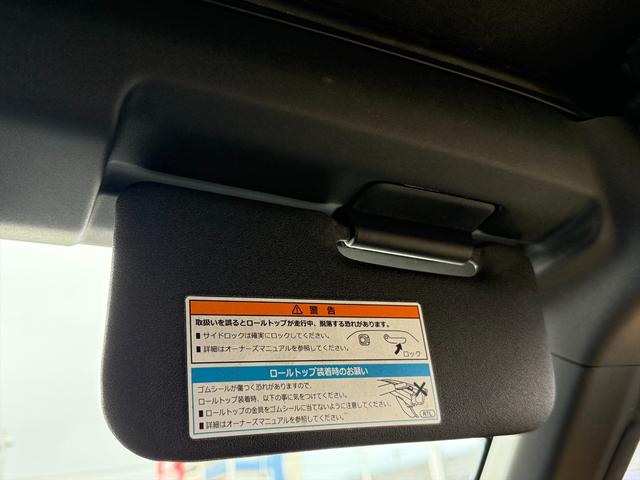 ⚠ 警告
取扱いを誤るとロールトップが走行中、脱落する恐れがあります。
■サイドロックは確実にロックしてください。
■詳細はオーナーズマニュアルを参照してください。
ロック
ロールトップ装着時のお願い
ゴムシールが傷つく恐れがありますので、
ロールトップ装着時、以下の事に気をつけてください。
■ロールトップの金具をゴムシールに当てないように注意してください。
■詳細はオーナーズマニュアルを参照してください。
RTL